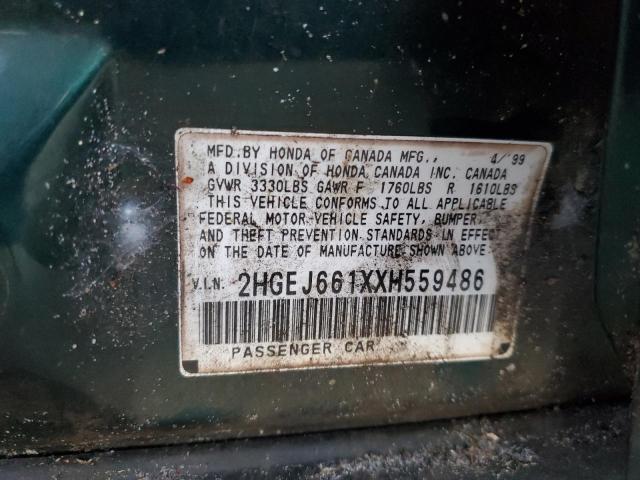 MFD. BY HONDA OF CANADA MFG., 4/ 99
A DIVISION OF HONDA CANADA INC. CANADA
GVWR 3330LBS GAWR F 1760LBS R 1610LBS
THIS VEHICLE CONFORMS TO ALL APPLICABLE
FEDERAL MOTOR VEHICLE SAFETY, BUMPER,
AND THEFT PREVENTION STANDARDS IN EFFECT
ON THE DATE OF MANUFACTURE SHOWN ABOVE.
V.I.N. 2HGEJ661XXH559486
PASSENGER CAR